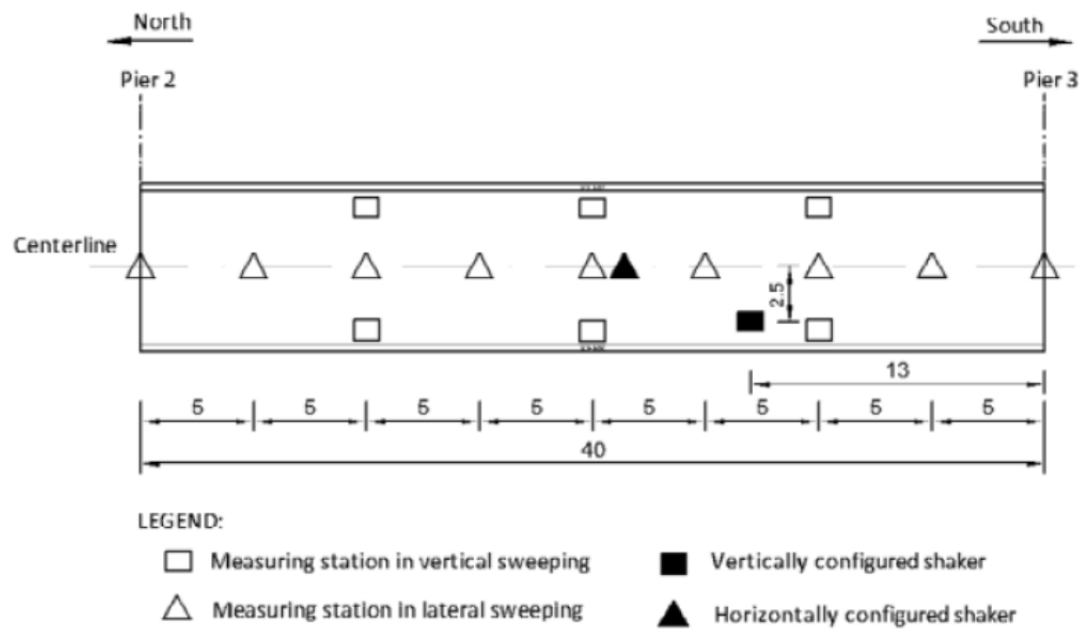 North
South
Pier 2
Pier 3
Centerline
2.5
13
5 5 5 5 5 5 5 5
40
LEGEND:
Measuring station in vertical sweeping
Vertically configured shaker
Measuring station in lateral sweeping
Horizontally configured shaker